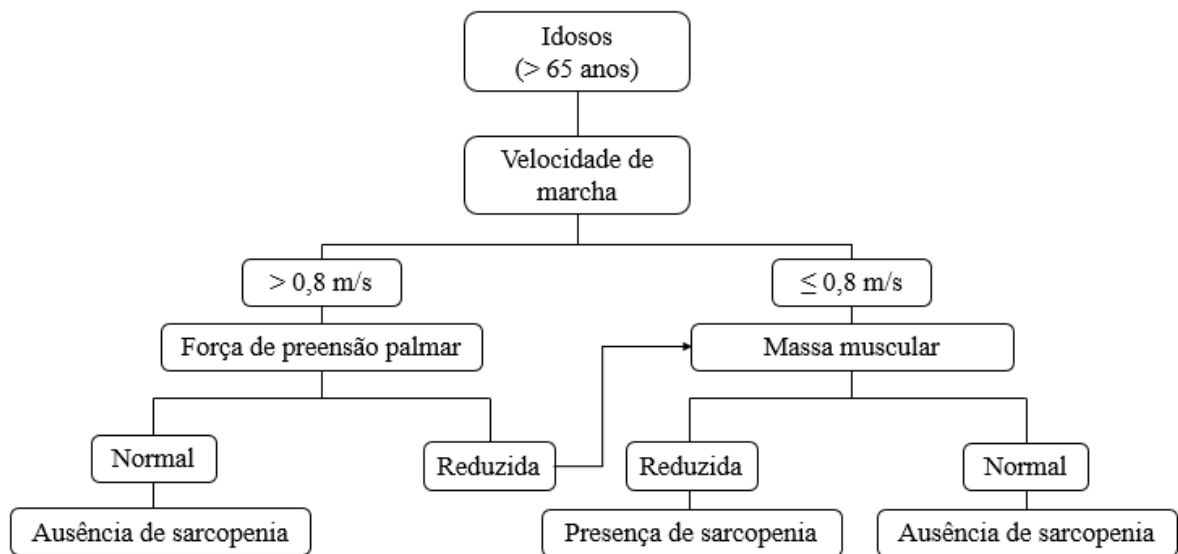 Idosos
(> 65 anos)
Velocidade de
marcha
> 0,8 m/s
≤ 0,8 m/s
Força de preensão palmar
Massa muscular
Normal
Reduzida
Reduzida
Normal
Ausência de sarcopenia
Presença de sarcopenia
Ausência de sarcopenia